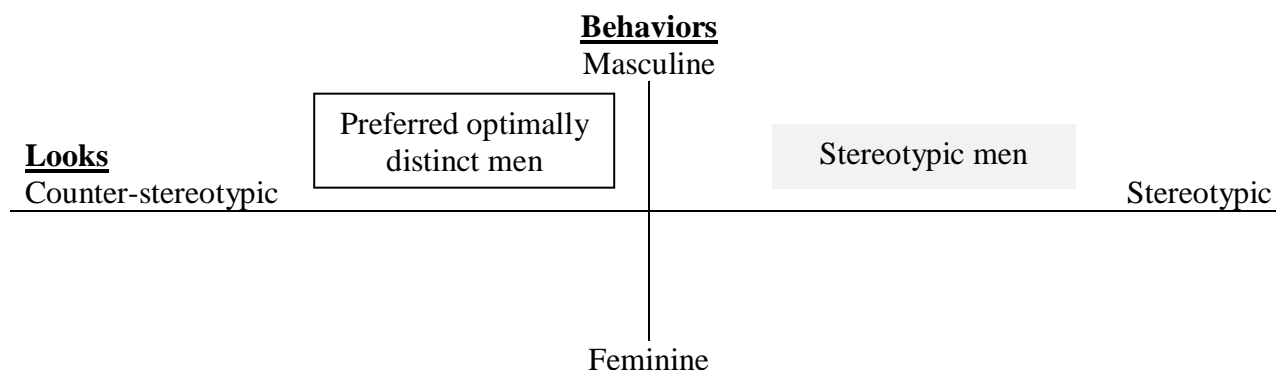 Behaviors
Masculine
Preferred optimally
distinct men
Stereotypic men
Looks
Counter-stereotypic
Stereotypic
Feminine